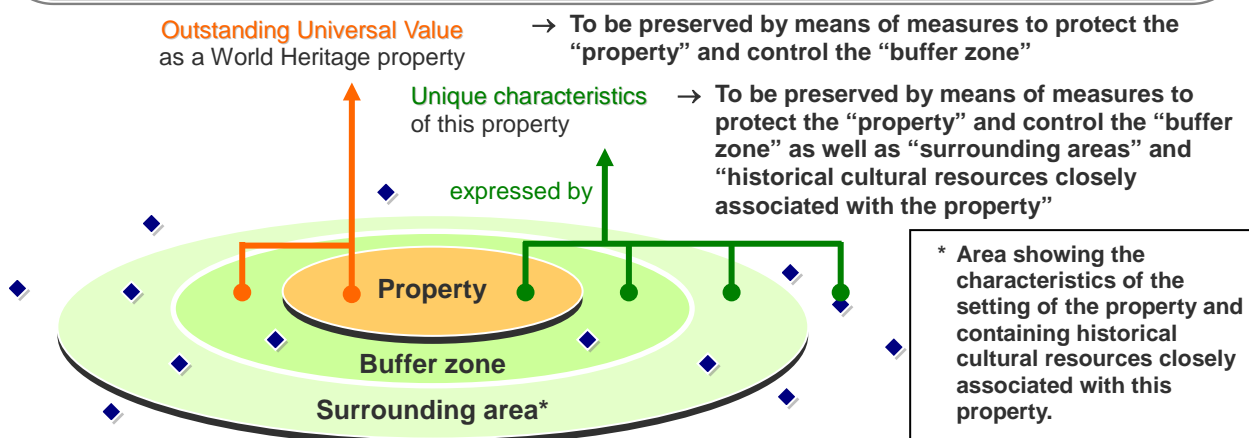 Outstanding Universal Value
as a World Heritage property
→ To be preserved by means of measures to protect the
“property” and control the “buffer zone”
Unique characteristics
of this property
→ To be preserved by means of measures to
protect the “property” and control the “buffer
zone” as well as “surrounding areas” and
“historical cultural resources closely
associated with the property”
expressed by
Property
Buffer zone
Surrounding area*
* Area showing the
characteristics of the
setting of the property and
containing historical
cultural resources closely
associated with this
property.